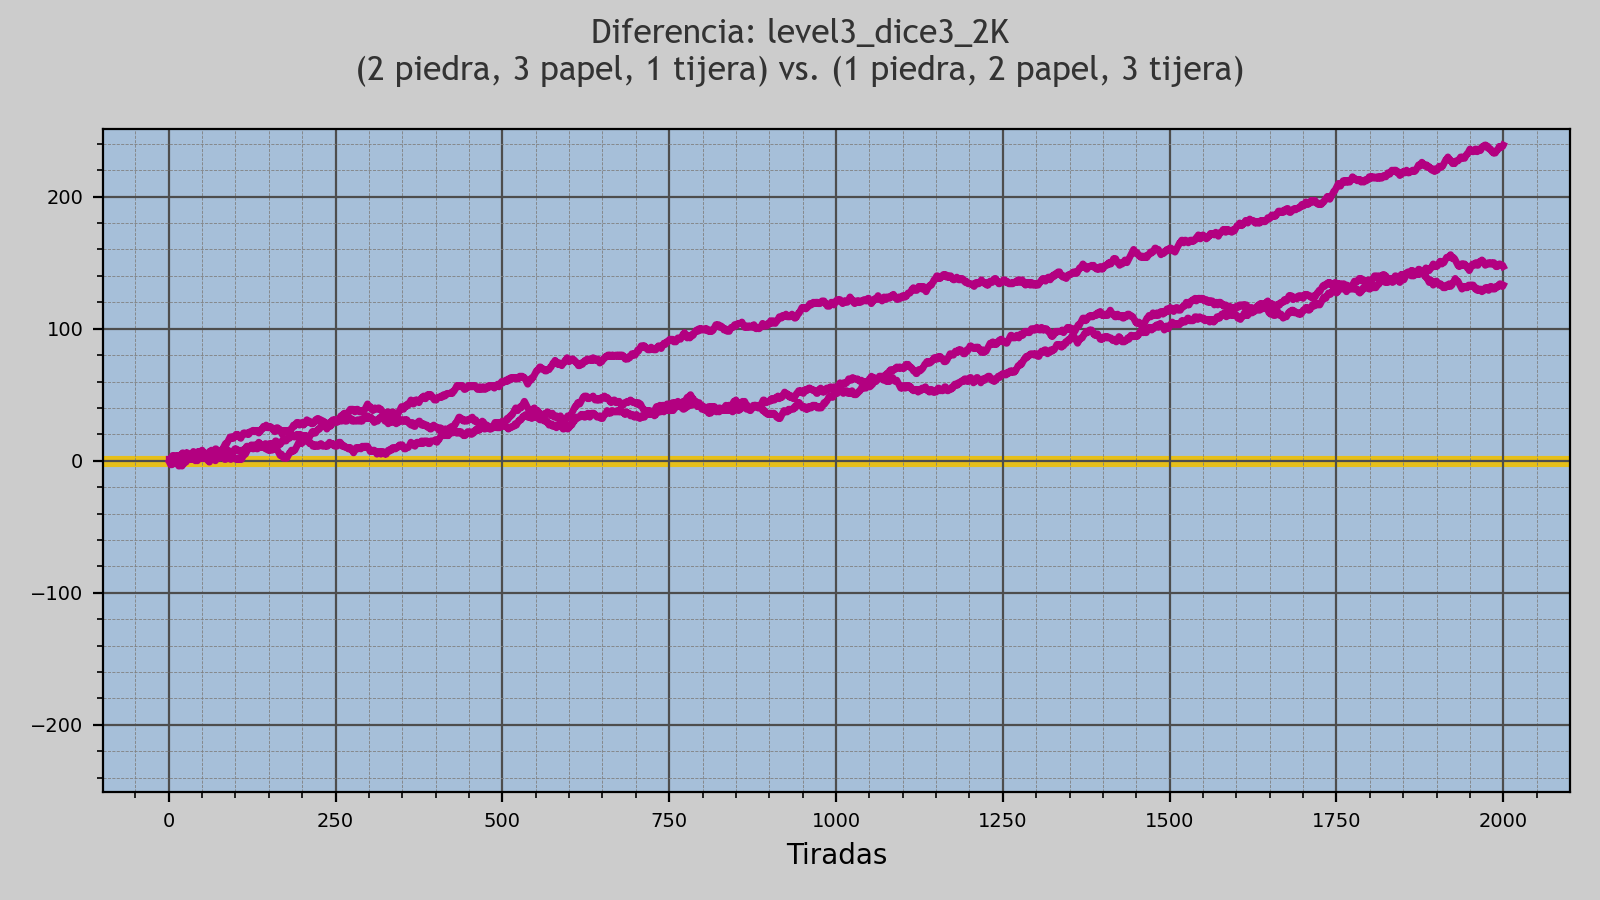 Diferencia: level3_dice3_2K
(2 piedra, 3 papel, 1 tijera) vs. (1 piedra, 2 papel, 3 tijera)
200
100
0
−100
−200
0 250 500 750 1000 1250 1500 1750 2000
Tiradas